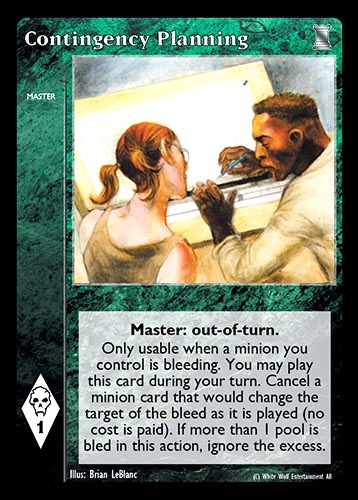 Contingency Planning
MASTER
Master: out-of-turn.
Only usable when a minion you
control is bleeding. You may play
this card during your turn. Cancel a
minion card that would change the
target of the bleed as it is played (no
cost is paid). If more than 1 pool is
bled in this action, ignore the excess.
1
Illus: Brian LeBlanc
(C) White Wolf Entertainment AB